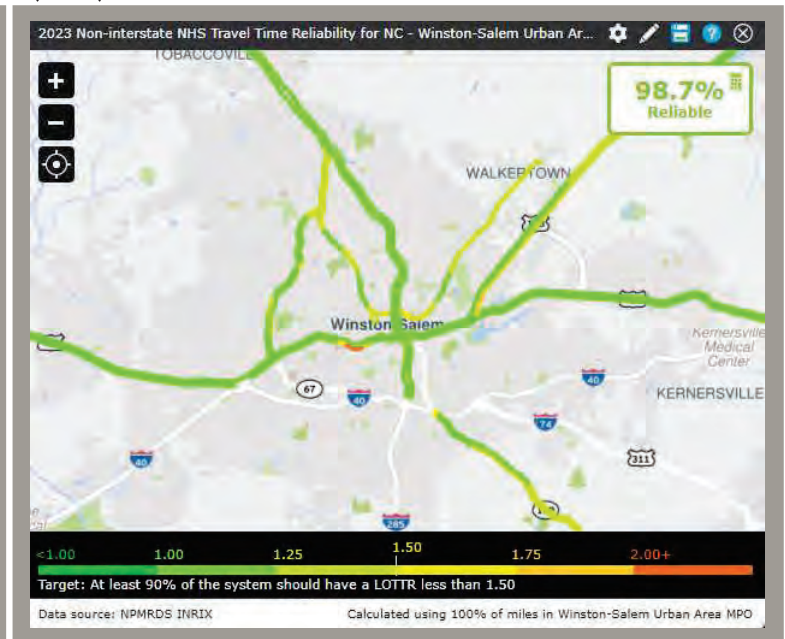 2023 Non-interstate NHS Travel Time Reliability for NC - Winston-Salem Urban Ar...
TOBACCOVILLE
98.7%
Reliable
WALKERTOWN
Winston-Salem
Kernersville
Medical
Center
67
40
40
KERNERSVILLE
74
40
311
285
<1.00 1.00 1.25 1.50 1.75 2.00+
Target: At least 90% of the system should have a LOTTR less than 1.50
Data source: NPMRDS INRIX Calculated using 100% of miles in Winston-Salem Urban Area MPO